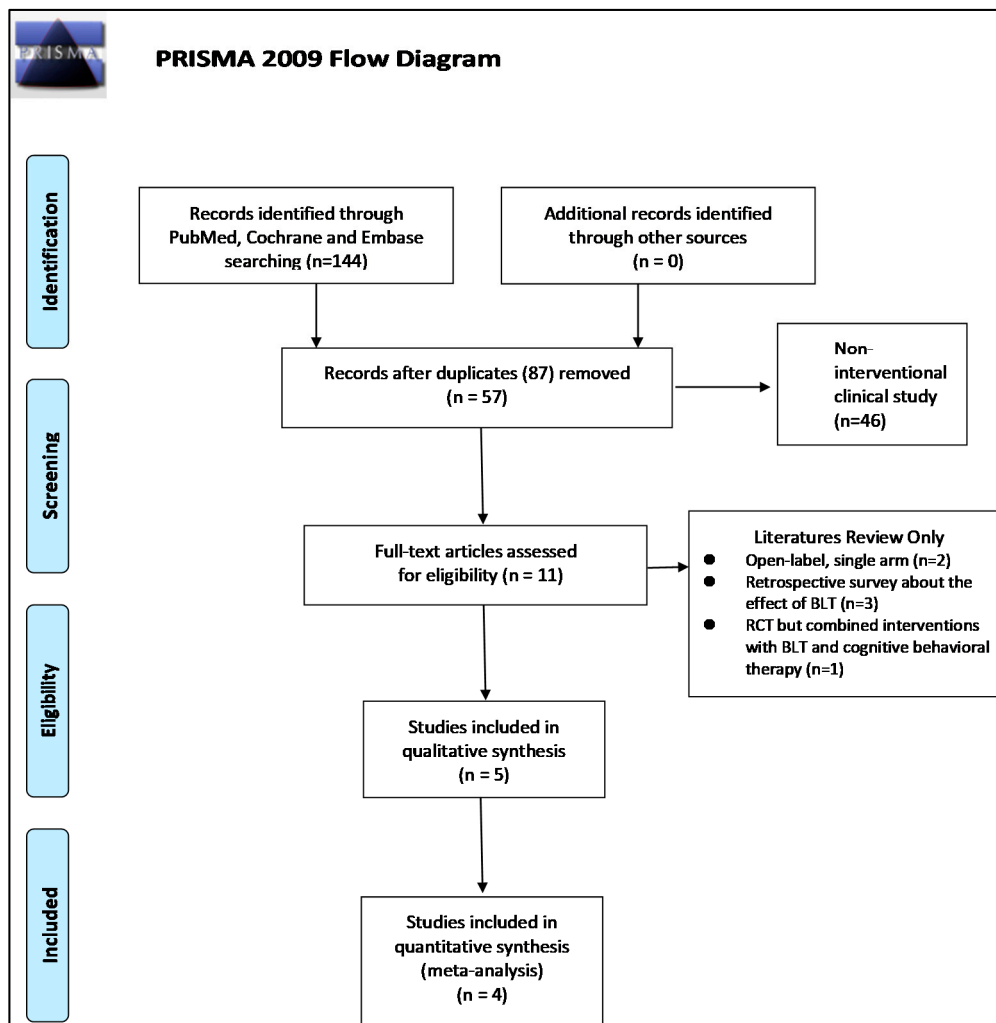 PRISMA
PRISMA 2009 Flow Diagram
Identification
Records identified through
PubMed, Cochrane and Embase
searching (n=144)
Additional records identified
through other sources
(n = 0)
Records after duplicates (87) removed
(n = 57)
Non-
interventional
clinical study
(n=46)
Screening
Full-text articles assessed
for eligibility (n = 11)
Literatures Review Only
● Open-label, single arm (n=2)
● Retrospective survey about the
effect of BLT (n=3)
● RCT but combined interventions
with BLT and cognitive behavioral
therapy (n=1)
Eligibility
Studies included in
qualitative synthesis
(n = 5)
Included
Studies included in
quantitative synthesis
(meta-analysis)
(n = 4)